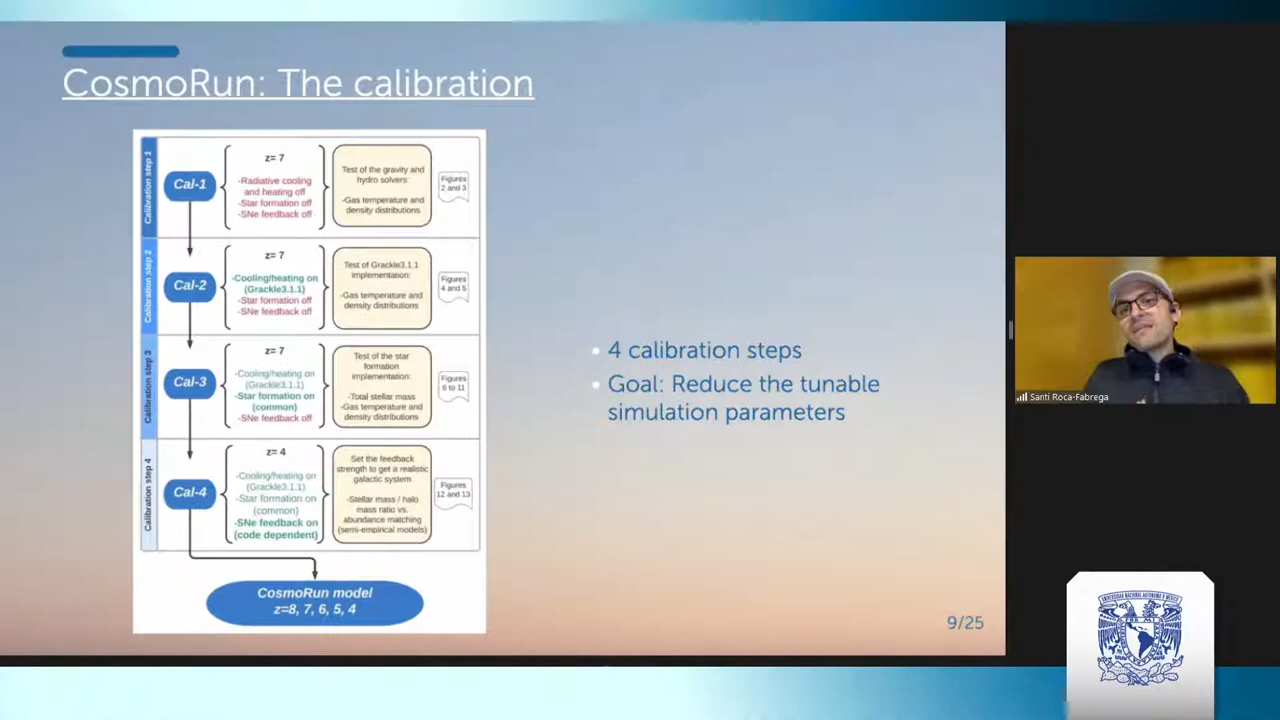 CosmoRun: The calibration
Calibration step 1
Cal-1
z= 7
-Radiative cooling
and heating off
-Star formation off
-SNe feedback off
Test of the gravity and
hydro solvers:
-Gas temperature and
density distributions
Figures
2 and 3
Calibration step 2
Cal-2
z= 7
-Cooling/heating on
(Grackle3.1.1)
-Star formation off
-SNe feedback off
Test of Grackle3.1.1
implementation:
-Gas temperature and
density distributions
Figures
4 and 5
Calibration step 3
Cal-3
z= 7
-Cooling/heating on
(Grackle3.1.1)
-Star formation on
(common)
-SNe feedback off
Test of the star
formation
implementation:
-Total stellar mass
-Gas temperature and
density distributions
Figures
6 to 11
Calibration step 4
Cal-4
z= 4
-Cooling/heating on
(Grackle3.1.1)
-Star formation on
(common)
-SNe feedback on
(code dependent)
Set the feedback
strength to get a realistic
galactic system
-Stellar mass / halo
mass ratio vs.
abundance matching
(semi-empirical models)
Figures
12 and 13
CosmoRun model
z=8, 7, 6, 5, 4
4 calibration steps
Goal: Reduce the tunable
simulation parameters
9/25
Santi Roca-Fabrega